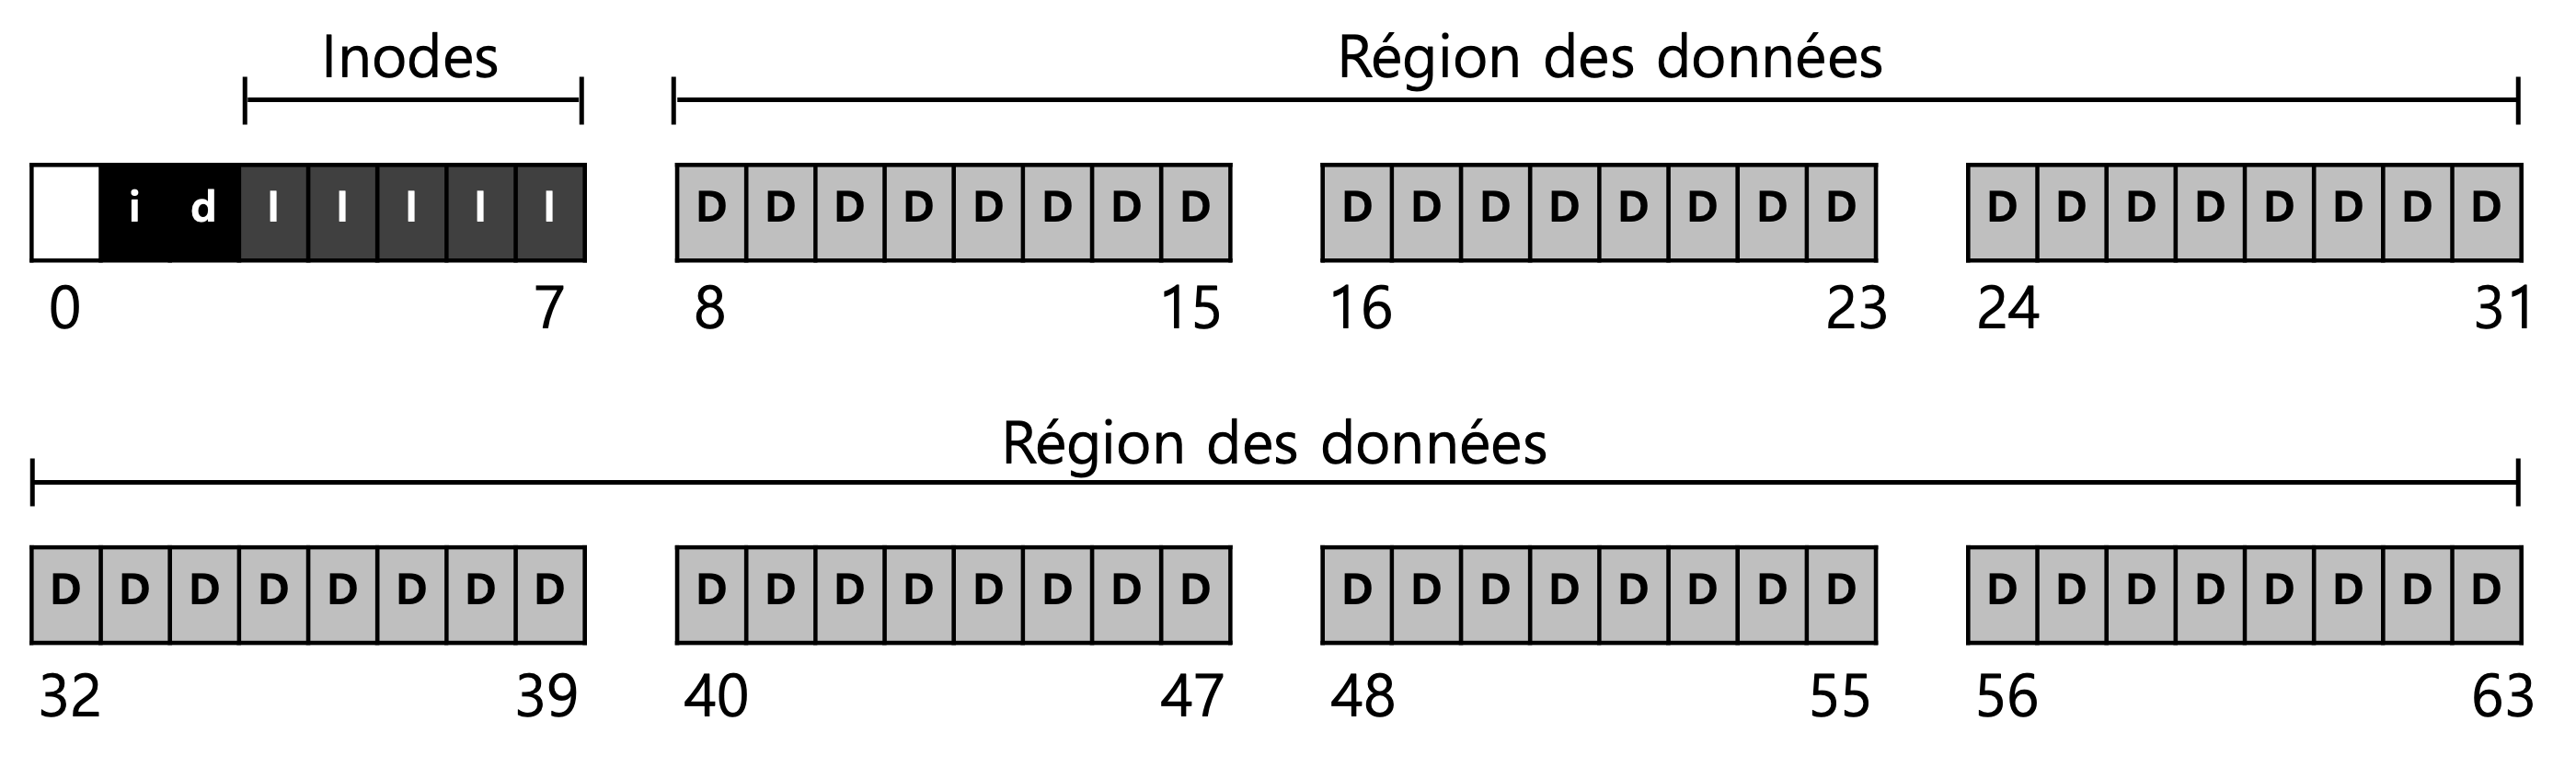 Inodes Région des données
i d I I I I I D D D D D D D D D D D D D D D D D D D D D D D D
0 7 8 15 16 23 24 31
Région des données
D D D D D D D D D D D D D D D D D D D D D D D D D D D D D D D D
32 39 40 47 48 55 56 63